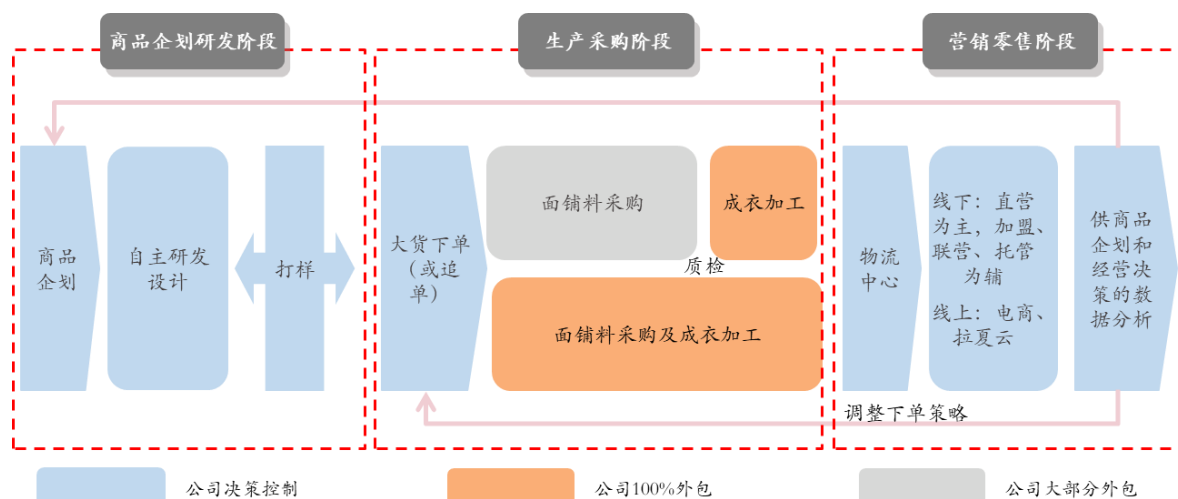 商品企划研发阶段
生产采购阶段
营销零售阶段
商品
企划
自主研发
设计
打样
大货下单
（或追
单）
面铺料采购
成衣加工
质检
面铺料采购及成衣加工
物流
中心
线下：直营
为主，加盟、
联营、托管
为辅
线上：电商、
拉夏云
供商品
企划和
经营决
策的数
据分析
调整下单策略
公司决策控制
公司100%外包
公司大部分外包